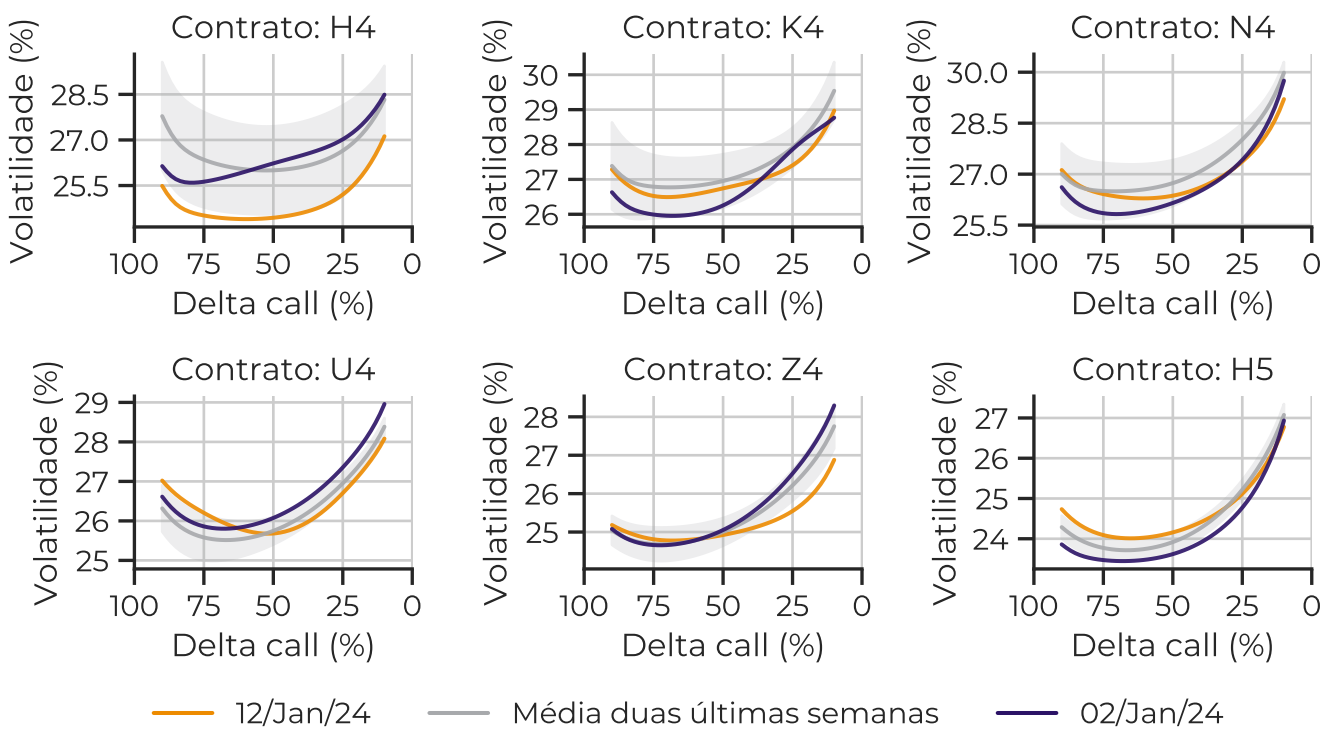 Contrato: H4
Volatilidade (%)
28.5
27.0
25.5
100 75 50 25 0
Delta call (%)
Contrato: K4
Volatilidade (%)
30
29
28
27
26
100 75 50 25 0
Delta call (%)
Contrato: N4
Volatilidade (%)
30.0
28.5
27.0
25.5
100 75 50 25 0
Delta call (%)
Contrato: U4
Volatilidade (%)
29
28
27
26
25
100 75 50 25 0
Delta call (%)
Contrato: Z4
Volatilidade (%)
28
27
26
25
100 75 50 25 0
Delta call (%)
Contrato: H5
Volatilidade (%)
27
26
25
24
100 75 50 25 0
Delta call (%)
12/Jan/24 Média duas últimas semanas 02/Jan/24